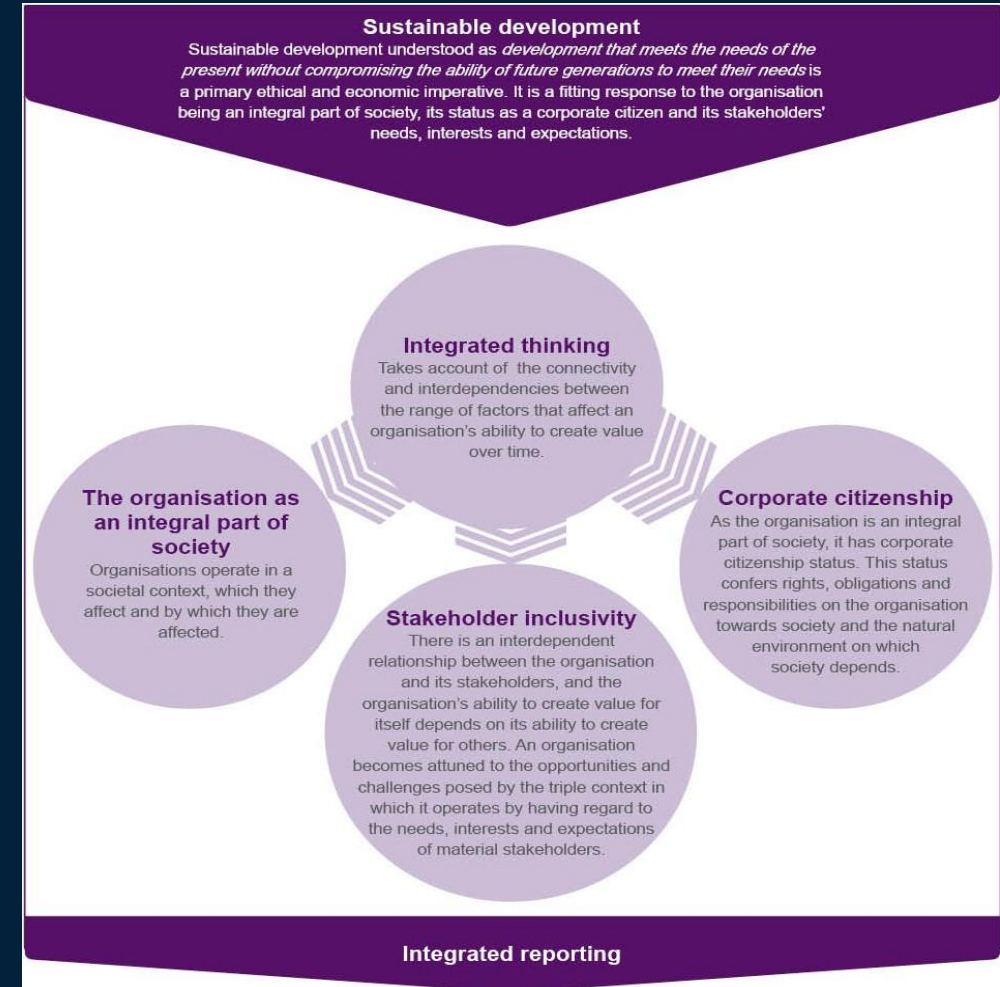 Sustainable development
Sustainable development understood as development that meets the needs of the
present without compromising the ability of future generations to meet their needs is
a primary ethical and economic imperative. It is a fitting response to the organisation
being an integral part of society, its status as a corporate citizen and its stakeholders'
needs, interests and expectations.
Integrated thinking
Takes account of the connectivity
and interdependencies between
the range of factors that affect an
organisation's ability to create value
over time.
The organisation as
an integral part of
society
Organisations operate in a
societal context, which they
affect and by which they are
affected.
Corporate citizenship
As the organisation is an integral
part of society, it has corporate
citizenship status. This status
confers rights, obligations and
responsibilities on the organisation
towards society and the natural
environment on which
society depends.
Stakeholder inclusivity
There is an interdependent
relationship between the organisation
and its stakeholders, and the
organisation's ability to create value for
itself depends on its ability to create
value for others. An organisation
becomes attuned to the opportunities and
challenges posed by the triple context in
which it operates by having regard to
the needs, interests and expectations
of material stakeholders.
Integrated reporting